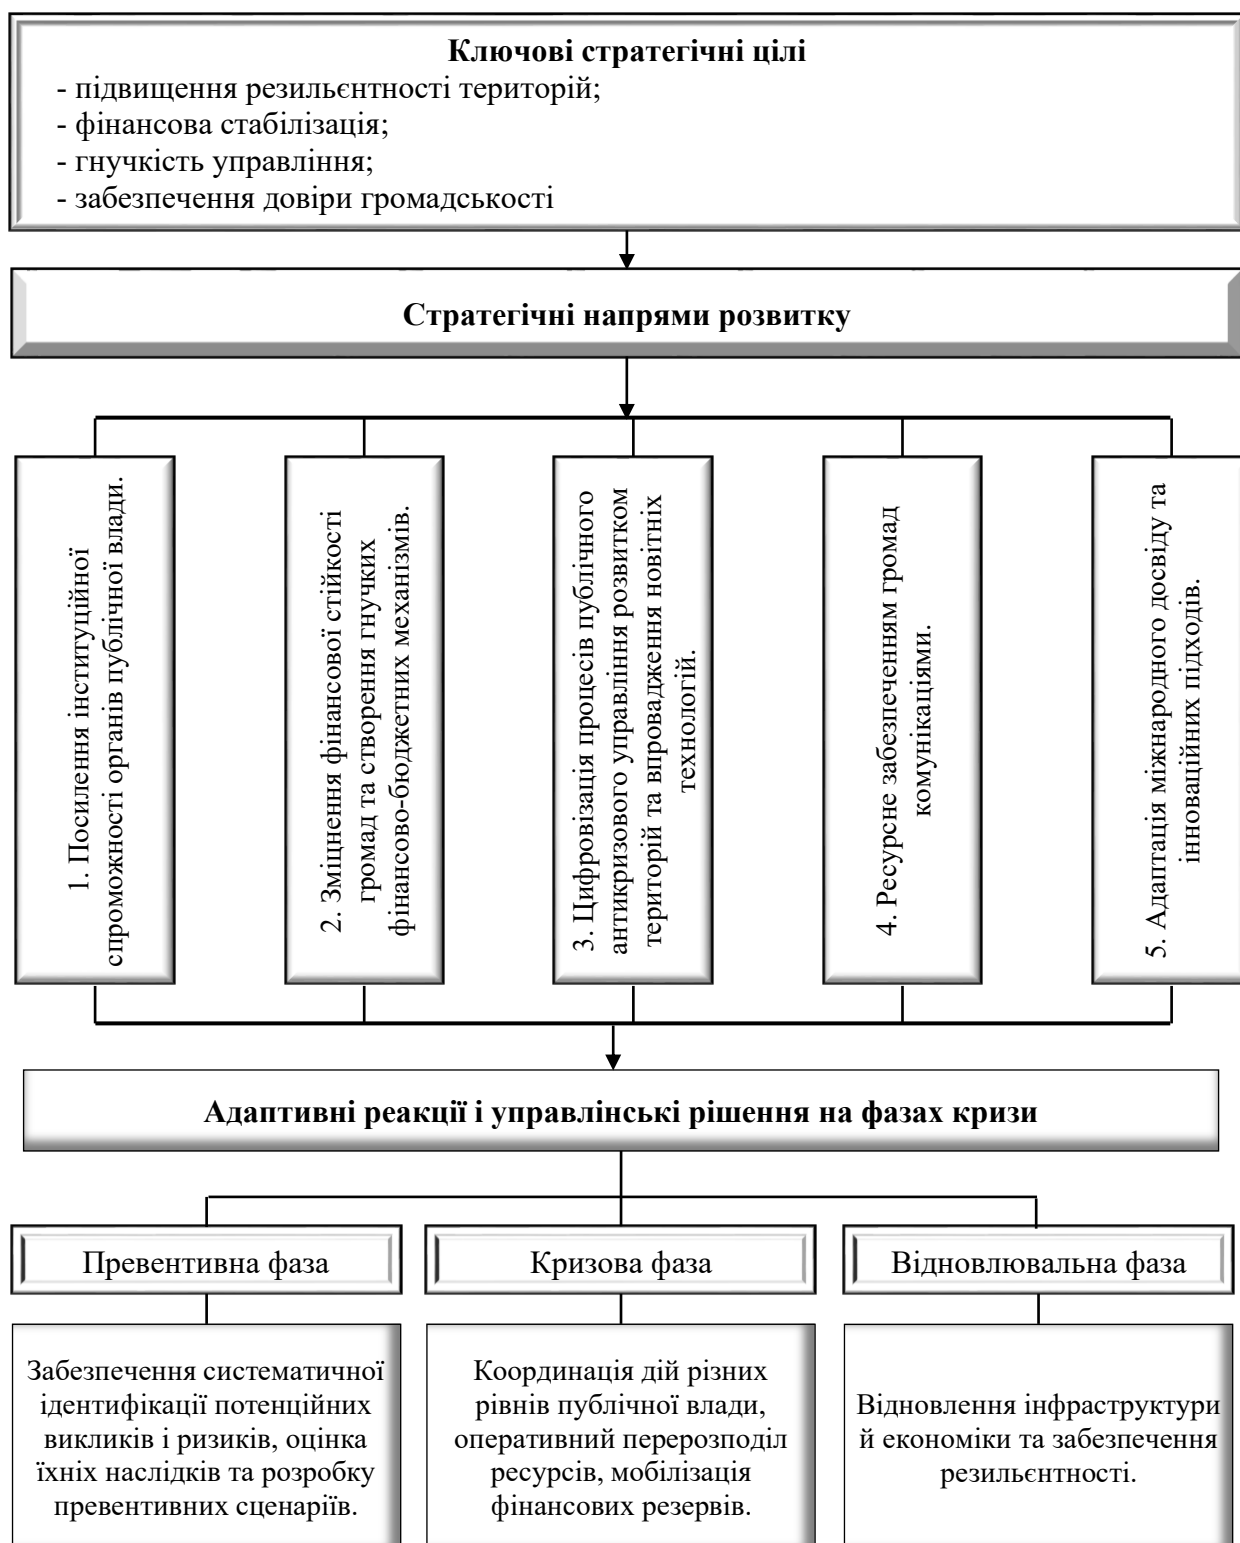 Ключові стратегічні цілі
- підвищення резильєнтності територій;
- фінансова стабілізація;
- гнучкість управління;
- забезпечення довіри громадськості
Стратегічні напрями розвитку
1. Посилення інституційної
спроможності органів публічної влади.
2. Зміцнення фінансової стійкості
громад та створення гнучких
фінансово-бюджетних механізмів.
3. Цифровізація процесів публічного
антикризового управління розвитком
територій та впровадження новітніх
технологій.
4. Ресурсне забезпеченням громад
комунікаціями.
5. Адаптація міжнародного досвіду та
інноваційних підходів.
Адаптивні реакції і управлінські рішення на фазах кризи
Превентивна фаза
Кризова фаза
Відновлювальна фаза
Забезпечення систематичної
ідентифікації потенційних
викликів і ризиків, оцінка
їхніх наслідків та розробку
превентивних сценаріїв.
Координація дій різних
рівнів публічної влади,
оперативний перерозподіл
ресурсів, мобілізація
фінансових резервів.
Відновлення інфраструктури
й економіки та забезпечення
резильєнтності.